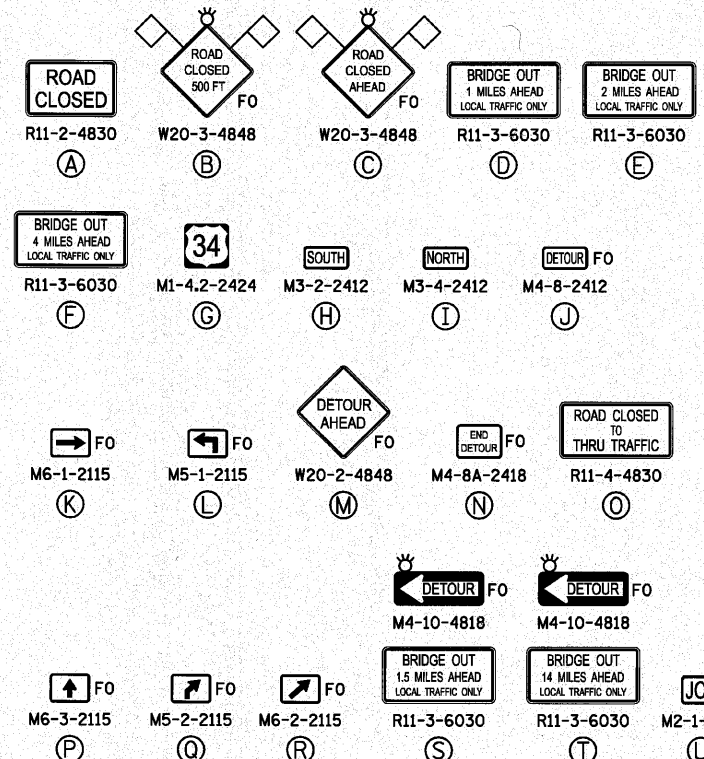 ROAD
CLOSED
R11-2-4830
A
ROAD
CLOSED
500 FT
FO
W20-3-4848
B
ROAD
CLOSED
AHEAD
FO
W20-3-4848
C
BRIDGE OUT
1 MILES AHEAD
LOCAL TRAFFIC ONLY
R11-3-6030
D
BRIDGE OUT
2 MILES AHEAD
LOCAL TRAFFIC ONLY
R11-3-6030
E
BRIDGE OUT
4 MILES AHEAD
LOCAL TRAFFIC ONLY
R11-3-6030
F
34
M1-4.2-2424
G
SOUTH
M3-2-2412
H
NORTH
M3-4-2412
I
DETOUR FO
M4-8-2412
J
FO
M6-1-2115
K
FO
M5-1-2115
L
DETOUR
AHEAD
FO
W20-2-4848
M
END
DETOUR
FO
M4-8A-2418
N
ROAD CLOSED
TO
THRU TRAFFIC
R11-4-4830
O
FO
M6-3-2115
P
FO
M5-2-2115
Q
FO
M6-2-2115
R
DETOUR FO
M4-10-4818
BRIDGE OUT
1.5 MILES AHEAD
LOCAL TRAFFIC ONLY
R11-3-6030
S
DETOUR FO
M4-10-4818
BRIDGE OUT
14 MILES AHEAD
LOCAL TRAFFIC ONLY
R11-3-6030
T
M2-1-